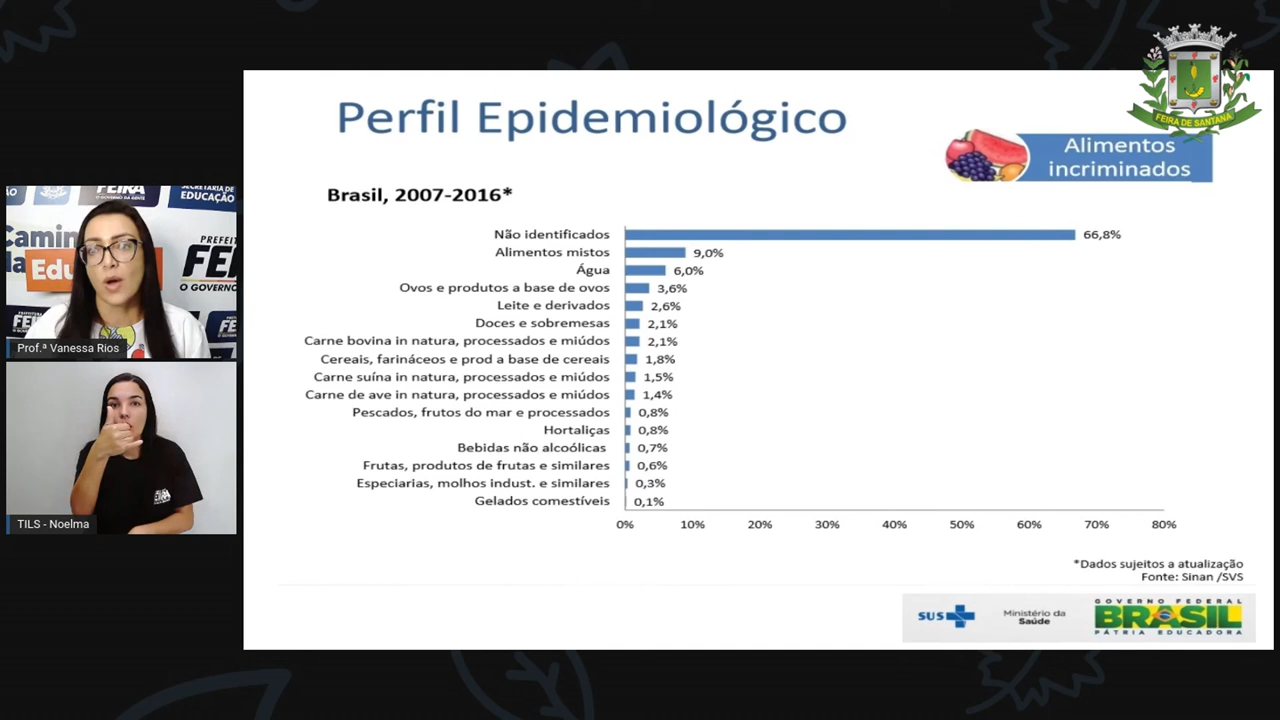 FEIRA DE SANTANA
Perfil Epidemiológico
Alimentos
incriminados
Brasil, 2007-2016*
Não identificados 66,8%
Alimentos mistos 9,0%
Água 6,0%
Ovos e produtos a base de ovos 3,6%
Leite e derivados 2,6%
Doces e sobremesas 2,1%
Carne bovina in natura, processados e miúdos 2,1%
Cereais, farináceos e prod a base de cereais 1,8%
Carne suína in natura, processados e miúdos 1,5%
Carne de ave in natura, processados e miúdos 1,4%
Pescados, frutos do mar e processados 0,8%
Hortaliças 0,8%
Bebidas não alcoólicas 0,7%
Frutas, produtos de frutas e similares 0,6%
Especiarias, molhos indust. e similares 0,3%
Gelados comestíveis 0,1%
0% 10% 20% 30% 40% 50% 60% 70% 80%
*Dados sujeitos a atualização
Fonte: Sinan /SVS
SUS
Ministério da
Saúde
GOVERNO FEDERAL
BRASIL
PÁTRIA EDUCADORA
FEIRA
SECRETARIA DE
EDUCAÇÃO
Camin
Edu
PREFEIT
FEI
O GOVERNO
Prof.ª Vanessa Rios
TILS - Noelma